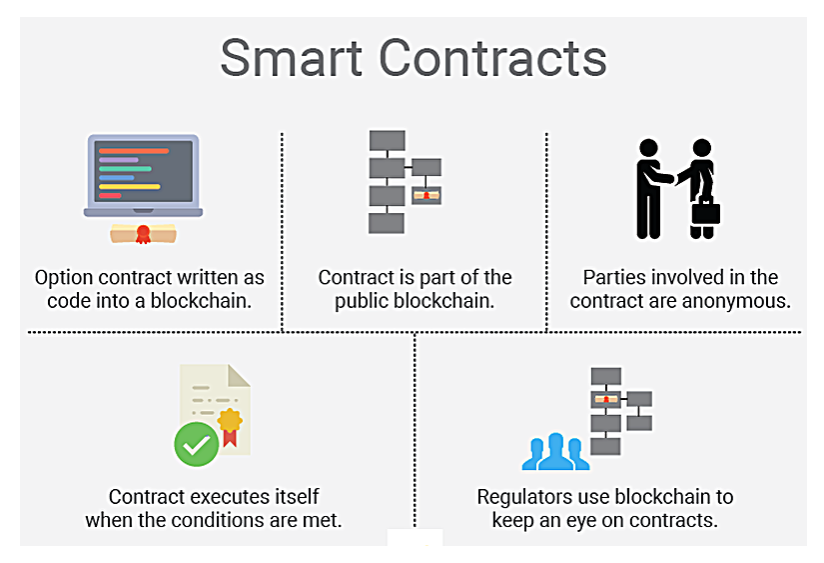 Smart Contracts
Option contract written as
code into a blockchain.
Contract is part of the
public blockchain.
Parties involved in the
contract are anonymous.
Contract executes itself
when the conditions are met.
Regulators use blockchain to
keep an eye on contracts.